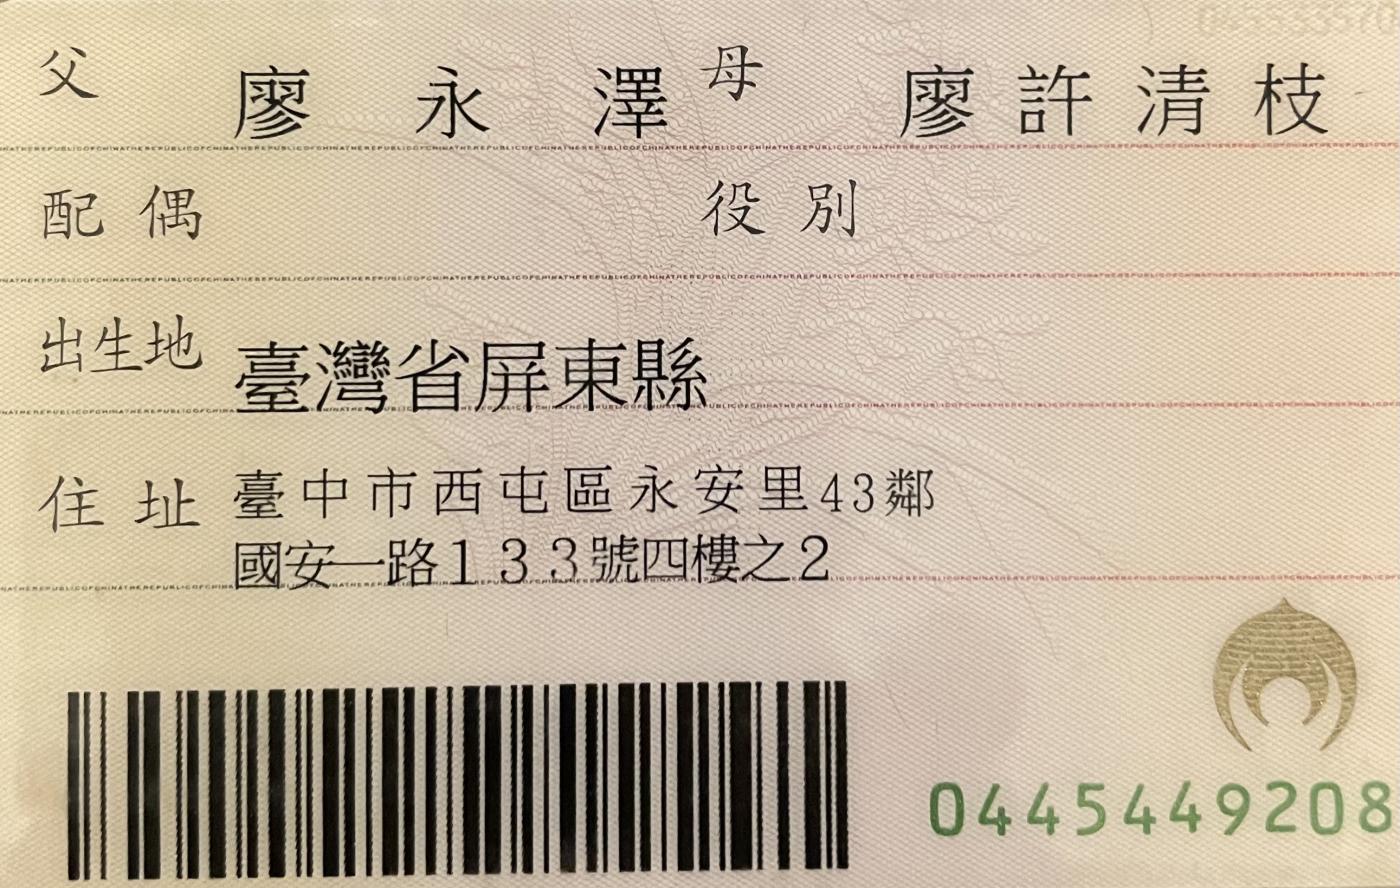 父 廖永澤 母 廖許清枝
配偶 役別
出生地 臺灣省屏東縣
住址 臺中市西屯區永安里43鄰
國安一路133號四樓之2
0445449208